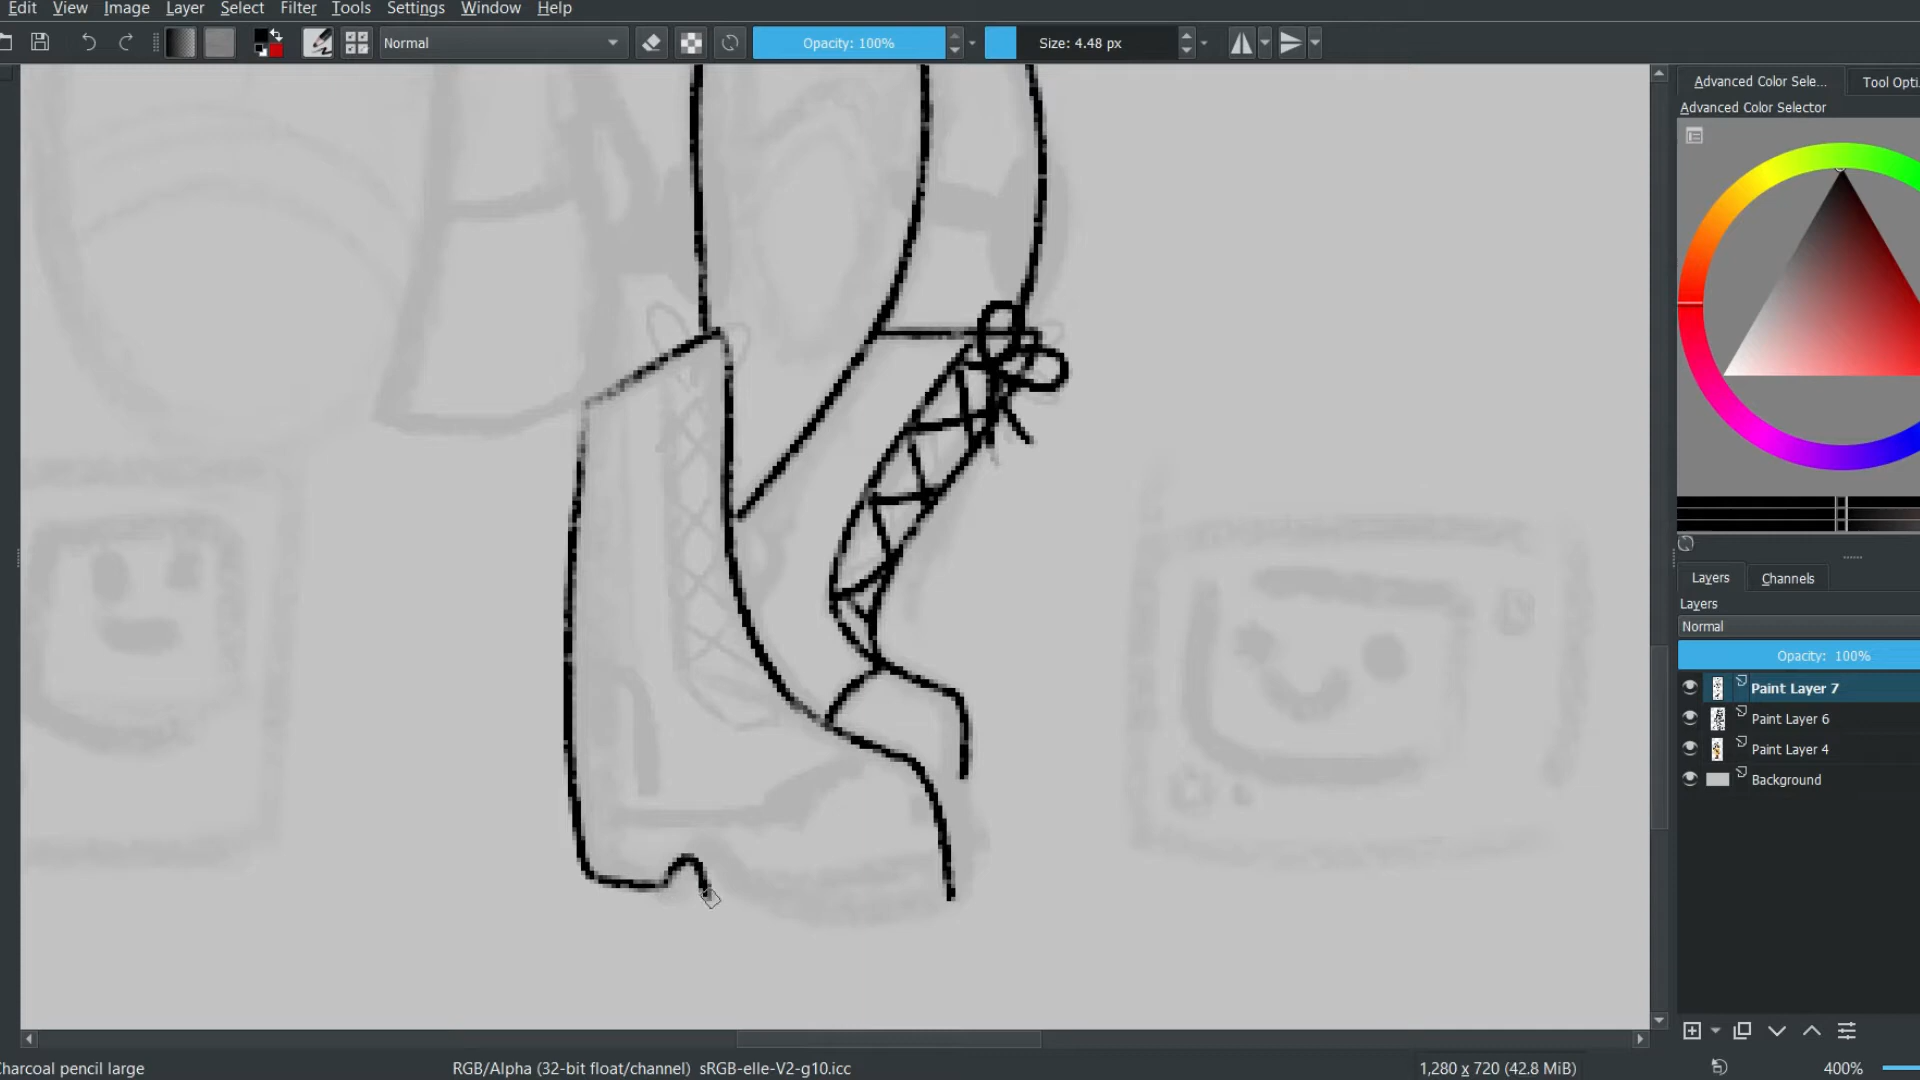 Edit View Image Layer Select Filter Tools Settings Window Help
Normal Opacity: 100% Size: 4.48 px
Advanced Color Sele... Tool Opti
Advanced Color Selector
Layers Channels
Layers
Normal
Opacity: 100%
Paint Layer 7
Paint Layer 6
Paint Layer 4
Background
Charcoal pencil large RGB/Alpha (32-bit float/channel) sRGB-elle-V2-g10.icc 1,280 x 720 (42.8 MiB) 400%